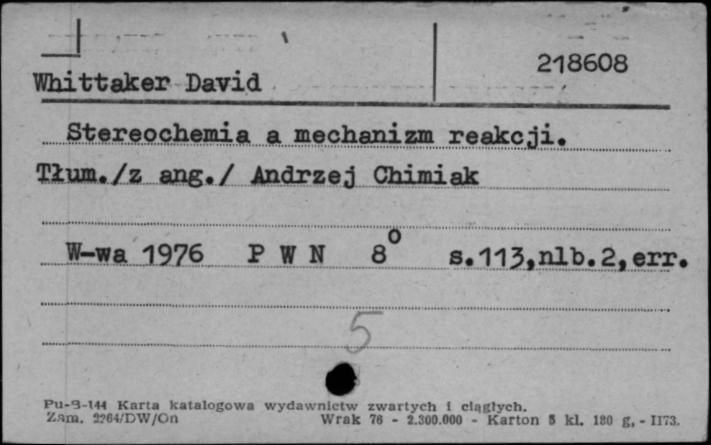 218608
Whittaker David
Stereochemia a mechanizm reakcji.
Tłum./z ang./ Andrzej Chimiak
W-wa 1976 P W N 8° s.113,nlb.2,err.
5
Pu-B-144 Karta katalogowa wydawnictw zwartych i ciągłych.
Zam. 2264/DW/On Wrak 76 - 2.300.000 - Karton 5 kl. 180 g. - II73.